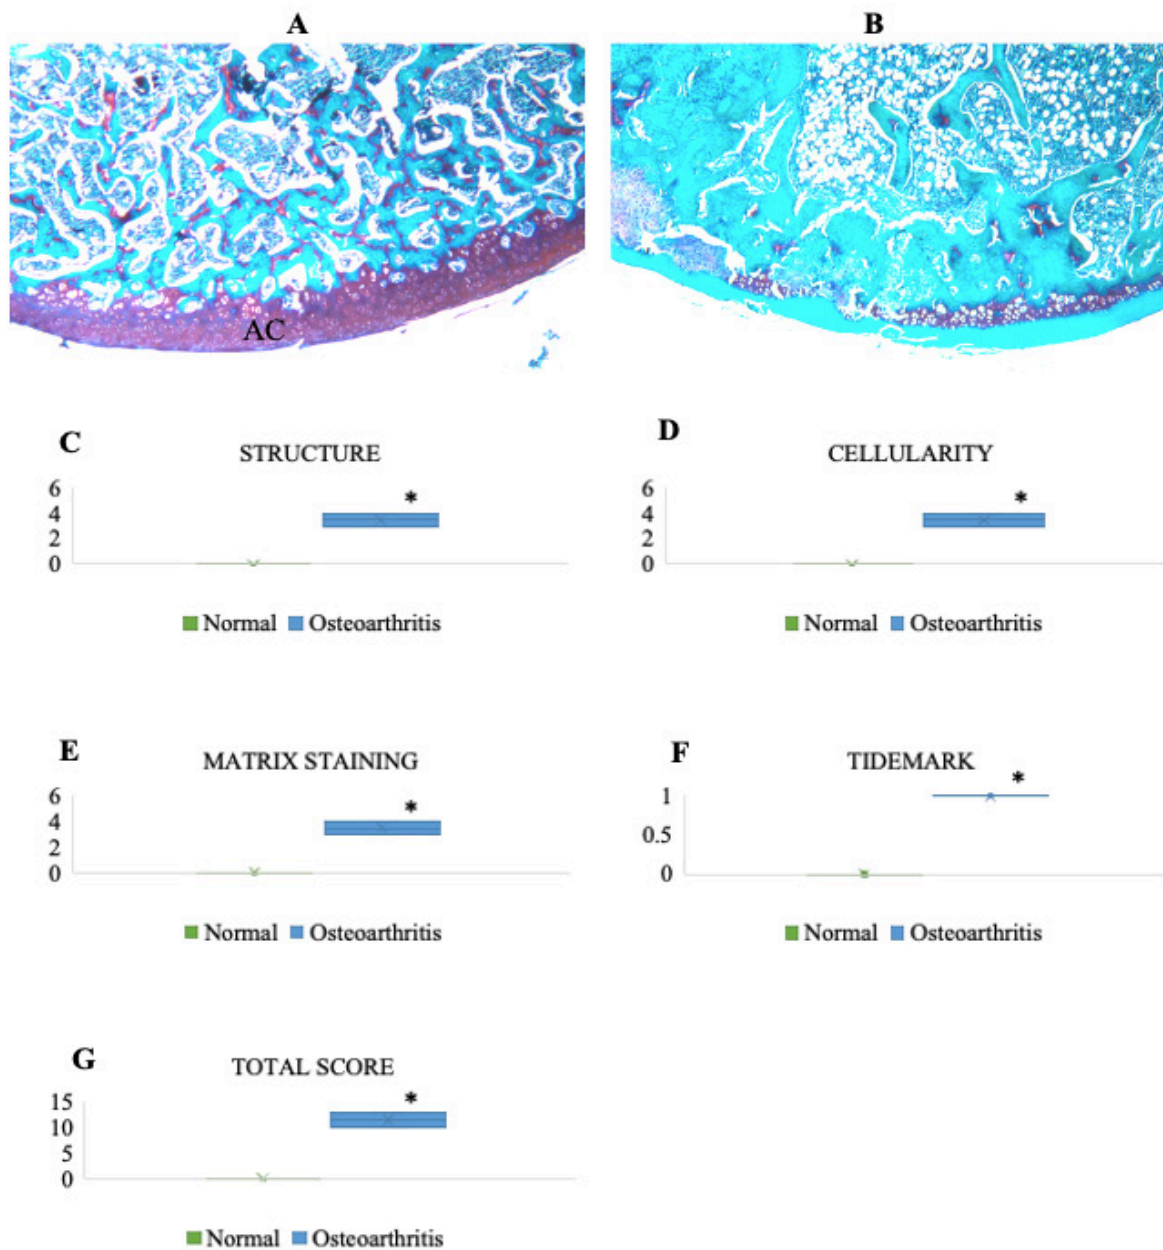 A
B
AC
C
STRUCTURE
6
*
4
2
0
Normal Osteoarthritis
D
CELLULARITY
6
*
4
2
0
Normal Osteoarthritis
E
MATRIX STAINING
6
*
4
2
0
Normal Osteoarthritis
F
TIDEMARK
*
1
0.5
0
Normal Osteoarthritis
G
TOTAL SCORE
15
*
10
5
0
Normal Osteoarthritis